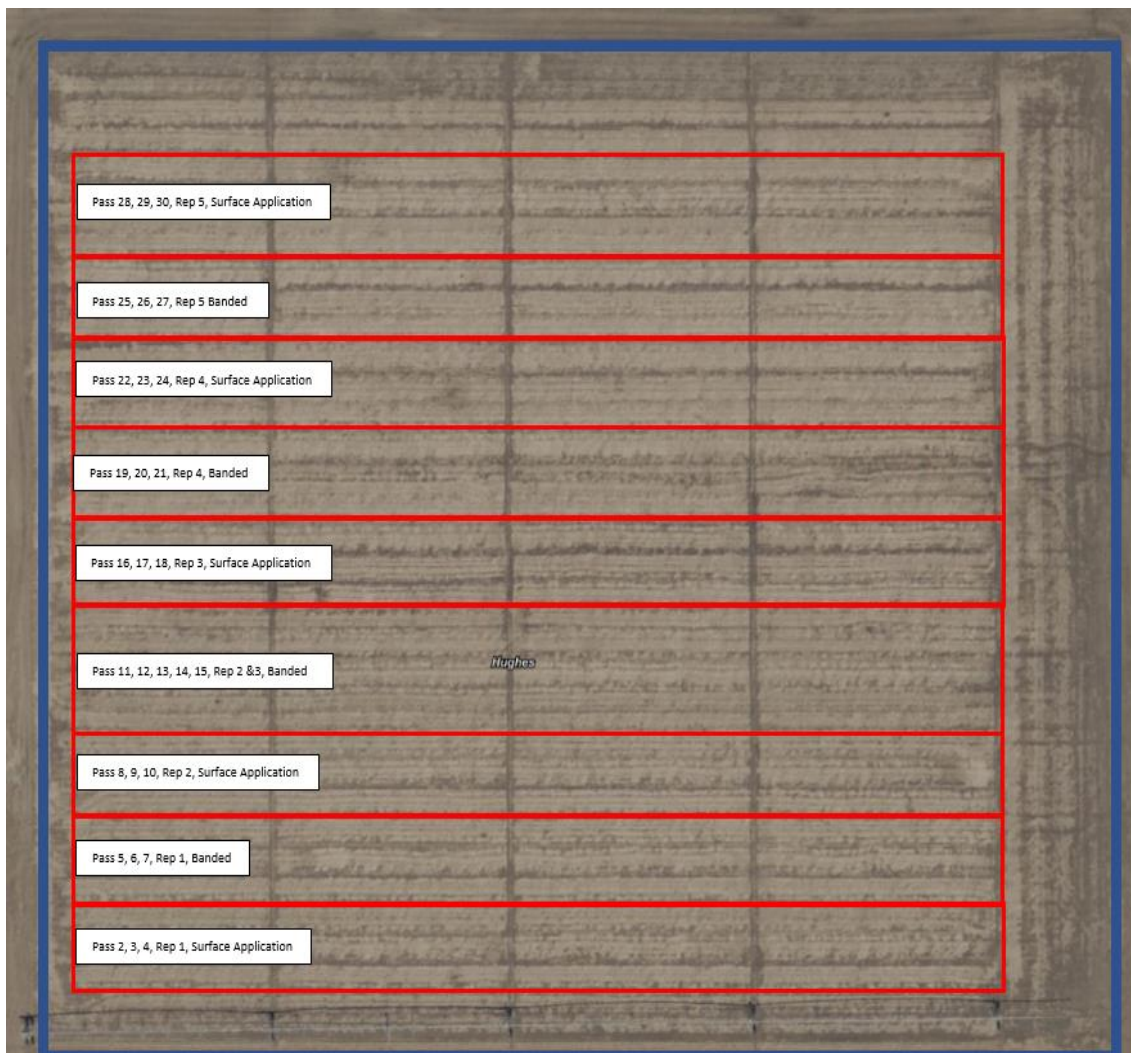 Pass 28, 29, 30, Rep 5, Surface Application
Pass 25, 26, 27, Rep 5 Banded
Pass 22, 23, 24, Rep 4, Surface Application
Pass 19, 20, 21, Rep 4, Banded
Pass 16, 17, 18, Rep 3, Surface Application
Pass 11, 12, 13, 14, 15, Rep 2 &3, Banded
Hughes
Pass 8, 9, 10, Rep 2, Surface Application
Pass 5, 6, 7, Rep 1, Banded
Pass 2, 3, 4, Rep 1, Surface Application